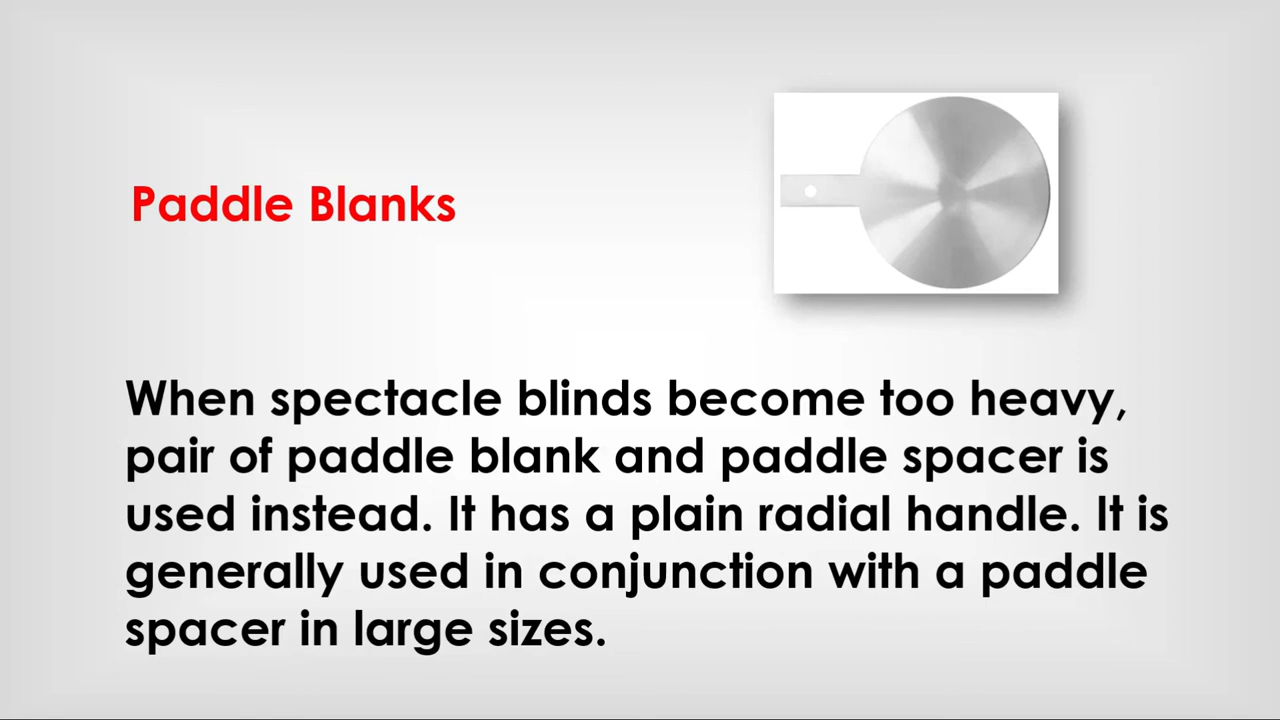 Paddle Blanks
When spectacle blinds become too heavy,
pair of paddle blank and paddle spacer is
used instead. It has a plain radial handle. It is
generally used in conjunction with a paddle
spacer in large sizes.